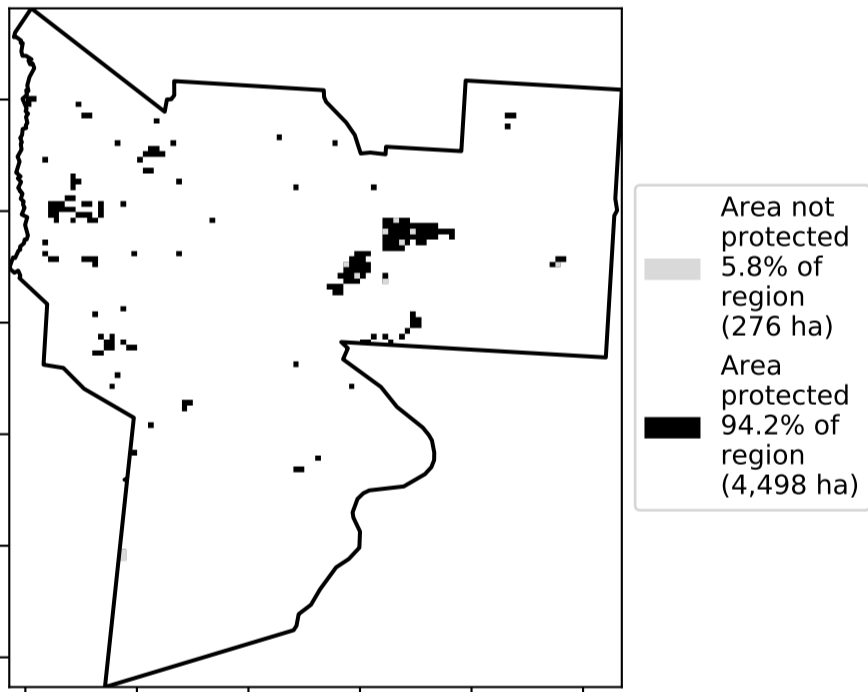 Area not
protected
5.8% of
region
(276 ha)
Area
protected
94.2% of
region
(4,498 ha)